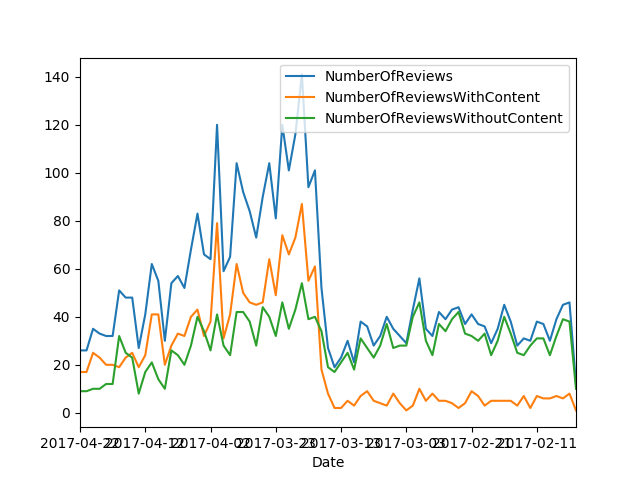 NumberOfReviews
NumberOfReviewsWithContent
NumberOfReviewsWithoutContent
140
120
100
80
60
40
20
0
2017-04-22 2017-04-12 2017-04-02 2017-03-23 2017-03-13 2017-03-03 2017-02-21 2017-02-11
Date